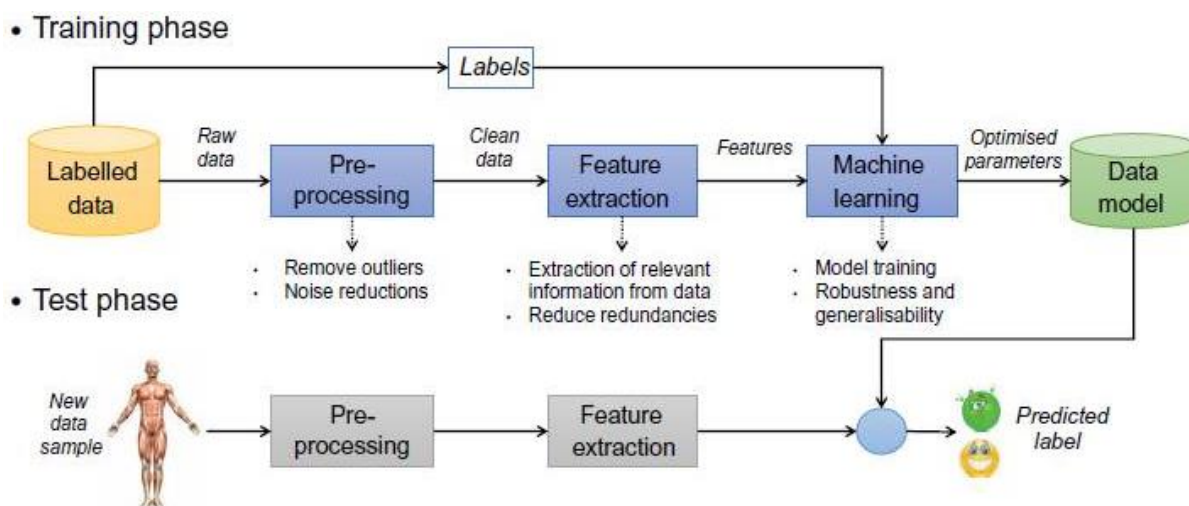 • Training phase
Labels
Labelled
data
Raw
data
Pre-
processing
Clean
data
Feature
extraction
Features
Machine
learning
Optimised
parameters
Data
model
· Remove outliers
· Noise reductions
· Extraction of relevant
information from data
· Reduce redundancies
· Model training
· Robustness and
generalisability
• Test phase
New
data
sample
Pre-
processing
Feature
extraction
Predicted
label